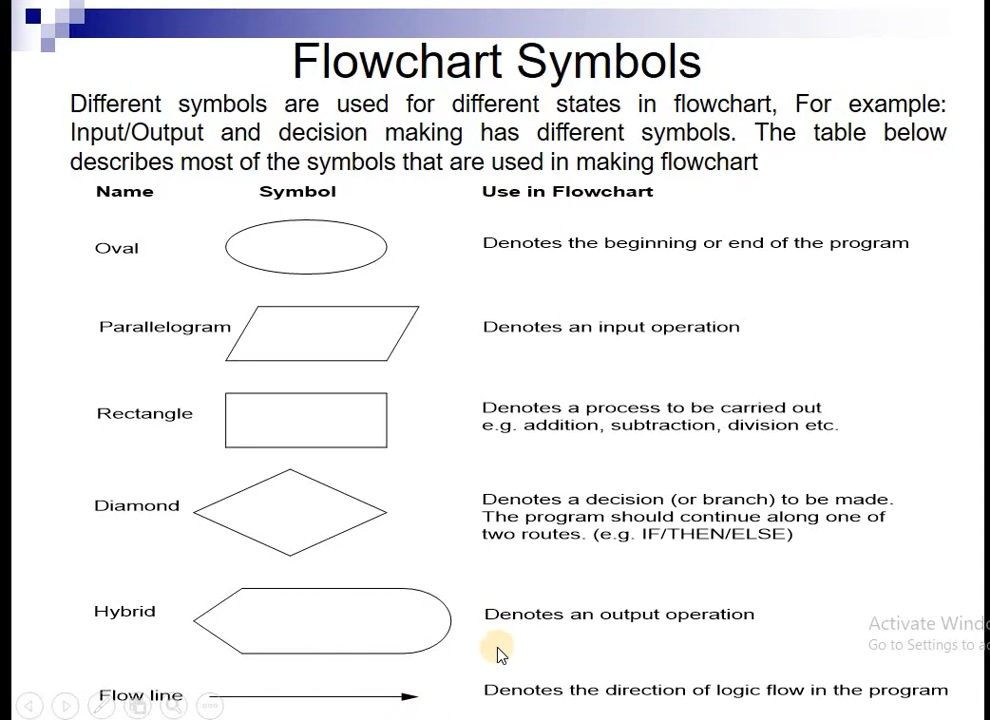 Flowchart Symbols
Different symbols are used for different states in flowchart, For example:
Input/Output and decision making has different symbols. The table below
describes most of the symbols that are used in making flowchart
Name Symbol Use in Flowchart
Oval Denotes the beginning or end of the program
Parallelogram Denotes an input operation
Rectangle Denotes a process to be carried out
e.g. addition, subtraction, division etc.
Diamond Denotes a decision (or branch) to be made.
The program should continue along one of
two routes. (e.g. IF/THEN/ELSE)
Hybrid Denotes an output operation
Activate Windo
Go to Settings to a
Flow line Denotes the direction of logic flow in the program